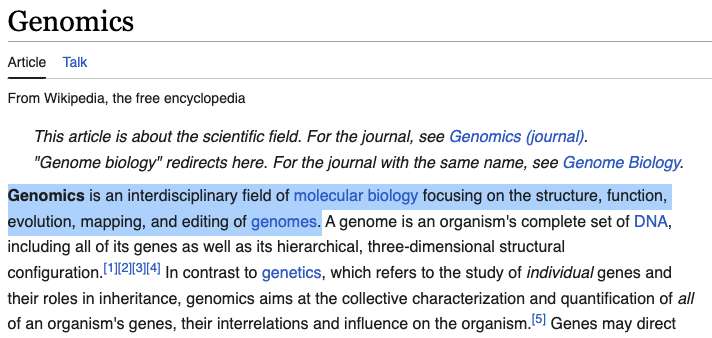 Genomics
Article Talk
From Wikipedia, the free encyclopedia
This article is about the scientific field. For the journal, see Genomics (journal).
"Genome biology" redirects here. For the journal with the same name, see Genome Biology.
Genomics is an interdisciplinary field of molecular biology focusing on the structure, function,
evolution, mapping, and editing of genomes. A genome is an organism's complete set of DNA,
including all of its genes as well as its hierarchical, three-dimensional structural
configuration.[1][2][3][4] In contrast to genetics, which refers to the study of individual genes and
their roles in inheritance, genomics aims at the collective characterization and quantification of all
of an organism's genes, their interrelations and influence on the organism.[5] Genes may direct